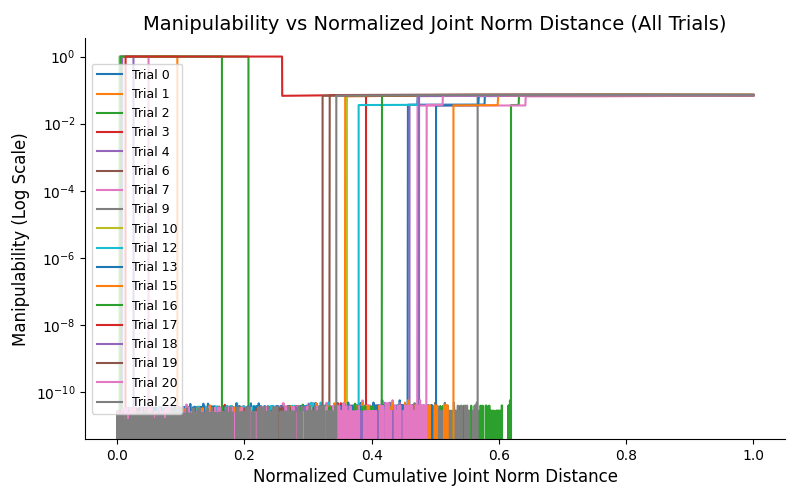 Manipulability vs Normalized Joint Norm Distance (All Trials)
Manipulability (Log Scale)
10^0
10^-2
10^-4
10^-6
10^-8
10^-10
Trial 0
Trial 1
Trial 2
Trial 3
Trial 4
Trial 6
Trial 7
Trial 9
Trial 10
Trial 12
Trial 13
Trial 15
Trial 16
Trial 17
Trial 18
Trial 19
Trial 20
Trial 22
0.0 0.2 0.4 0.6 0.8 1.0
Normalized Cumulative Joint Norm Distance